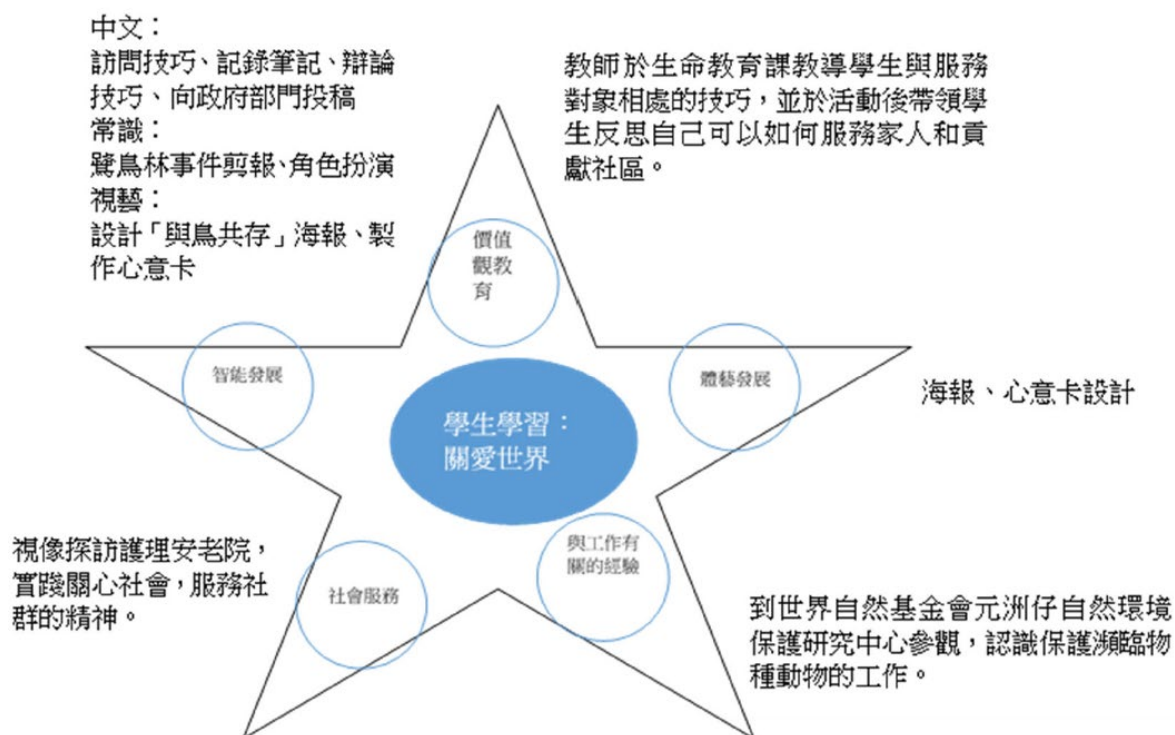 中文：
訪問技巧、記錄筆記、辯論
技巧、向政府部門投稿
常識：
鷺鳥林事件剪報、角色扮演
視藝：
設計「與鳥共存」海報、製
作心意卡
教師於生命教育課教導學生與服務
對象相處的技巧，並於活動後帶領學
生反思自己可以如何服務家人和貢
獻社區。
價值
觀教
育
智能發展
體藝發展
海報、心意卡設計
學生學習：
關愛世界
視像探訪護理安老院，
實踐關心社會，服務社
群的精神。
社會服務
與工作有
關的經驗
到世界自然基金會元洲仔自然環境
保護研究中心參觀，認識保護瀕臨物
種動物的工作。